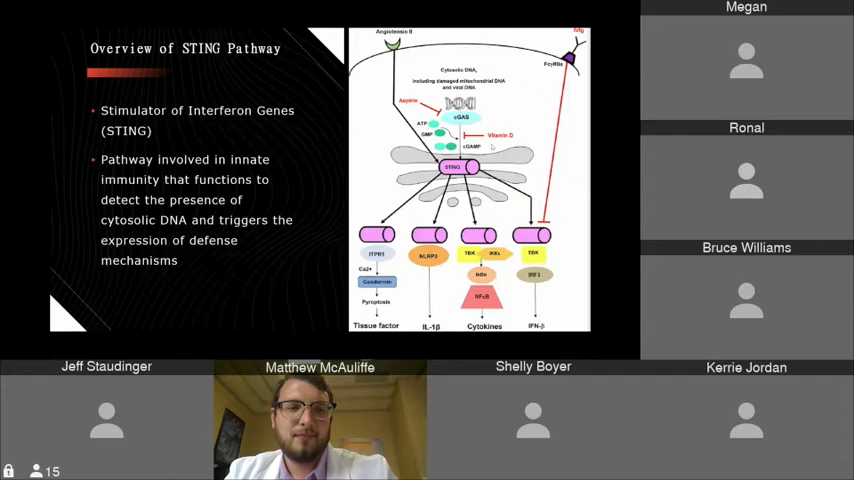 Overview of STING Pathway
• Stimulator of Interferon Genes
(STING)
• Pathway involved in innate
immunity that functions to
detect the presence of
cytosolic DNA and triggers the
expression of defense
mechanisms
Angiotensin II
IVIg
FcγRIIa
Cytosolic DNA,
including damaged mitochondrial DNA
and viral DNA
Aspirin
cGAS
ATP
GMP
Vitamin D
cGAMP
STING
ITPR1
NLRP3
TBK
IKKε
TBK
Ca2+
IRF3
Gasdermin
NFκB
Pyroptosis
Tissue factor
IL-1β
Cytokines
IFN-β
Megan
Ronal
Bruce Williams
Jeff Staudinger
Matthew McAuliffe
Shelly Boyer
Kerrie Jordan
15